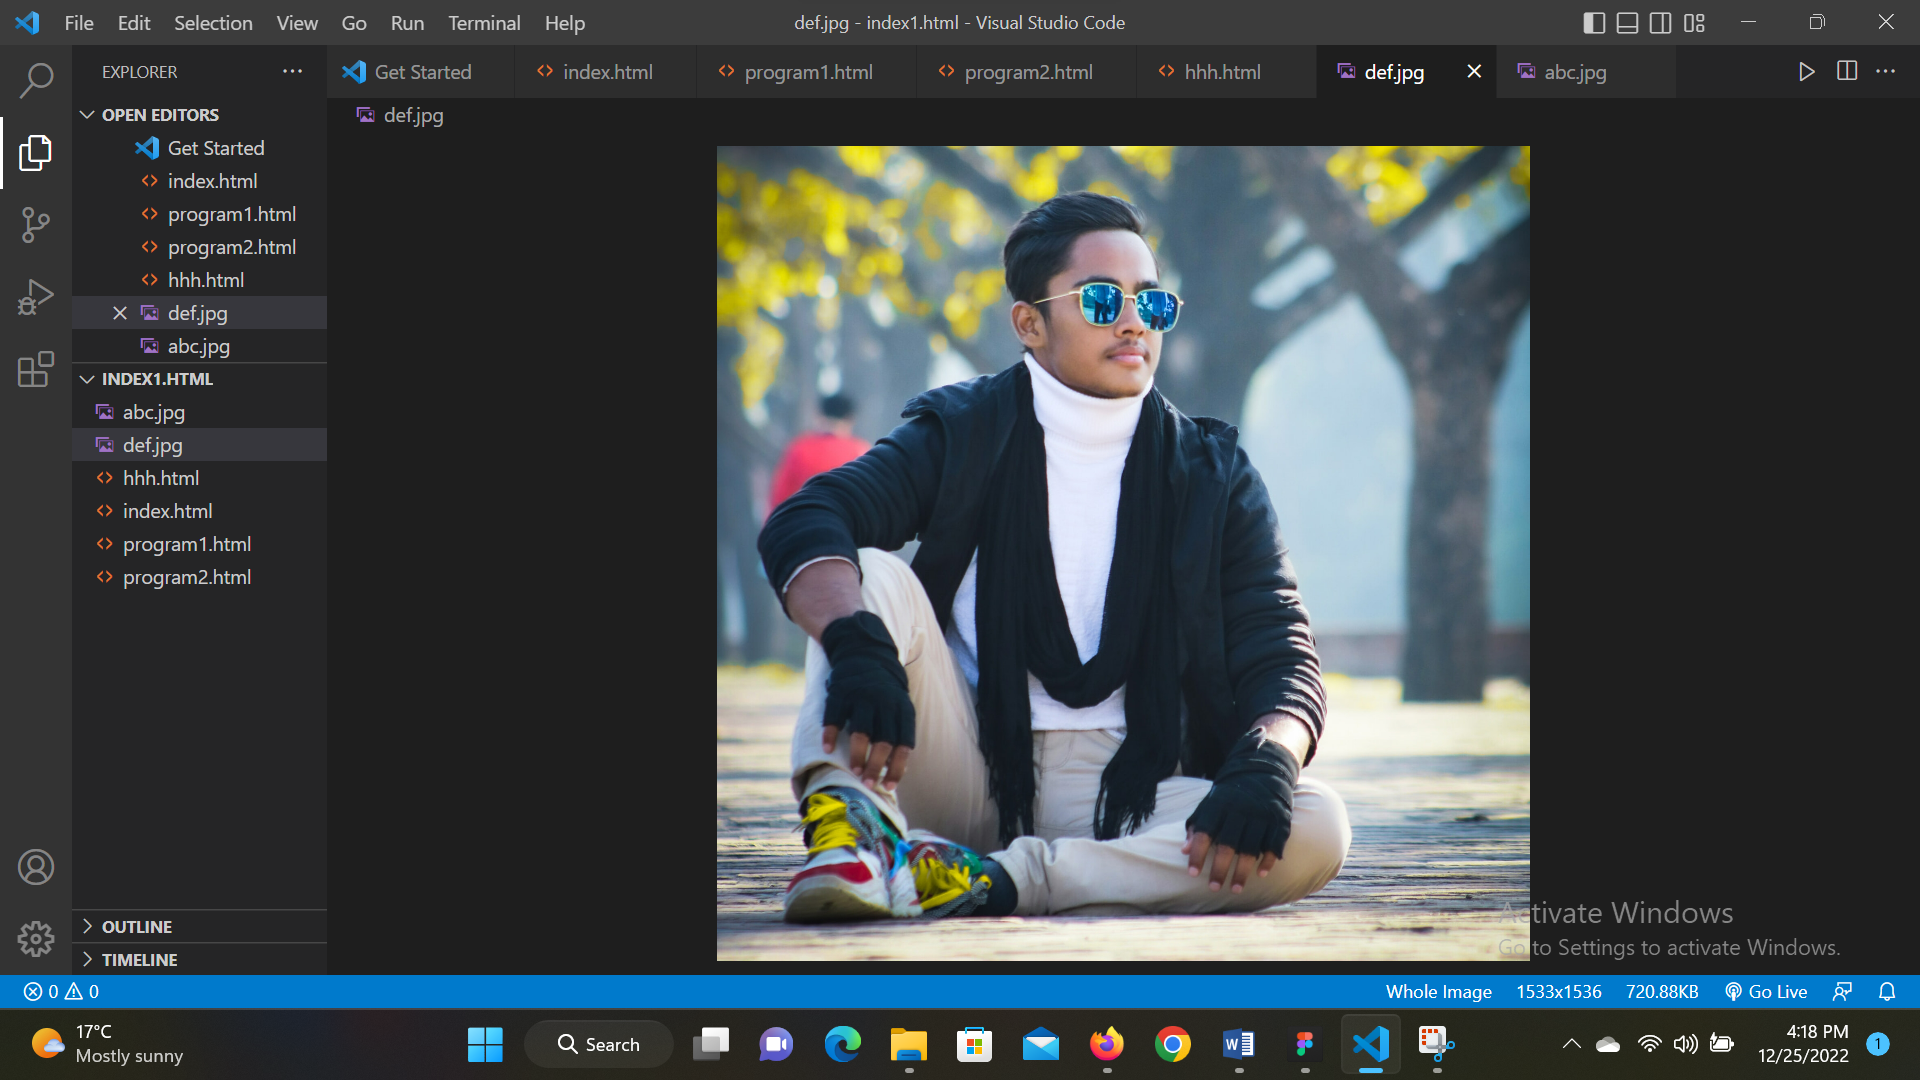 File Edit Selection View Go Run Terminal Help
def.jpg - index1.html - Visual Studio Code
EXPLORER
Get Started
index.html
program1.html
program2.html
hhh.html
def.jpg
abc.jpg
def.jpg
OPEN EDITORS
Get Started
index.html
program1.html
program2.html
hhh.html
def.jpg
abc.jpg
INDEX1.HTML
abc.jpg
def.jpg
hhh.html
index.html
program1.html
program2.html
OUTLINE
TIMELINE
Activate Windows
Go to Settings to activate Windows.
0 0
Whole Image 1533x1536 720.88KB Go Live
17°C
Mostly sunny
Search
4:18 PM
12/25/2022
1